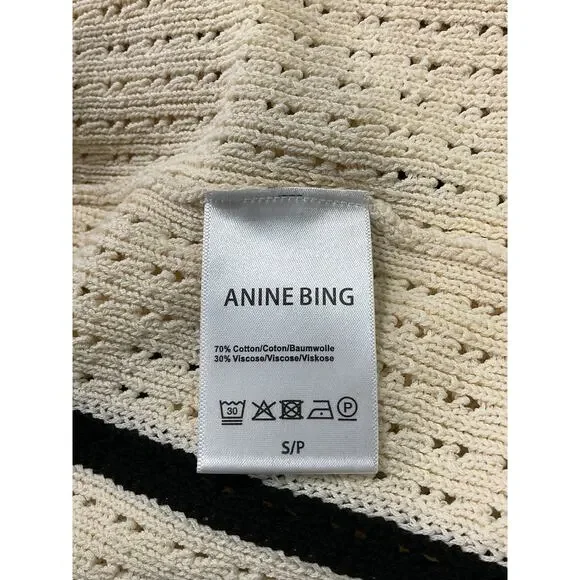 ANINE BING
70% Cotton/Coton/Baumwolle
30% Viscose/Viscose/Viskose
30 P
S/P